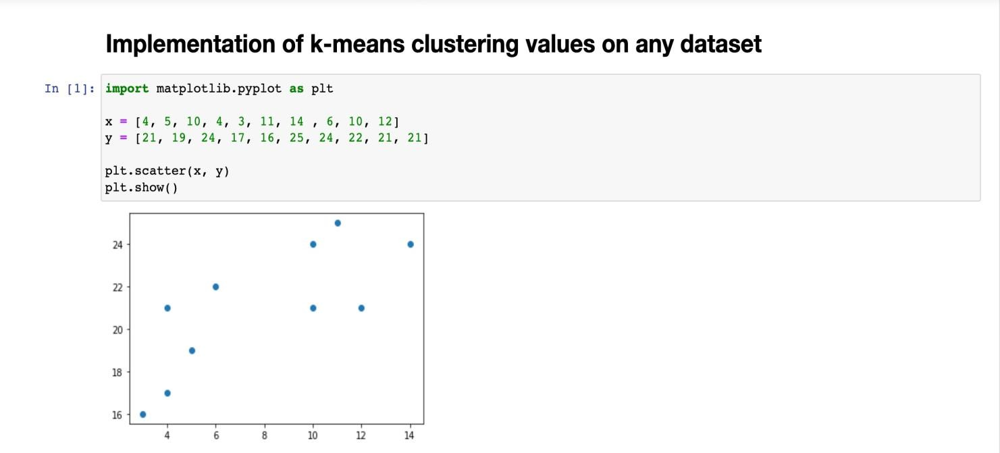 Implementation of k-means clustering values on any dataset
In [1]: import matplotlib.pyplot as plt
x = [4, 5, 10, 4, 3, 11, 14 , 6, 10, 12]
y = [21, 19, 24, 17, 16, 25, 24, 22, 21, 21]
plt.scatter(x, y)
plt.show()
24
22
20
18
16
4 6 8 10 12 14